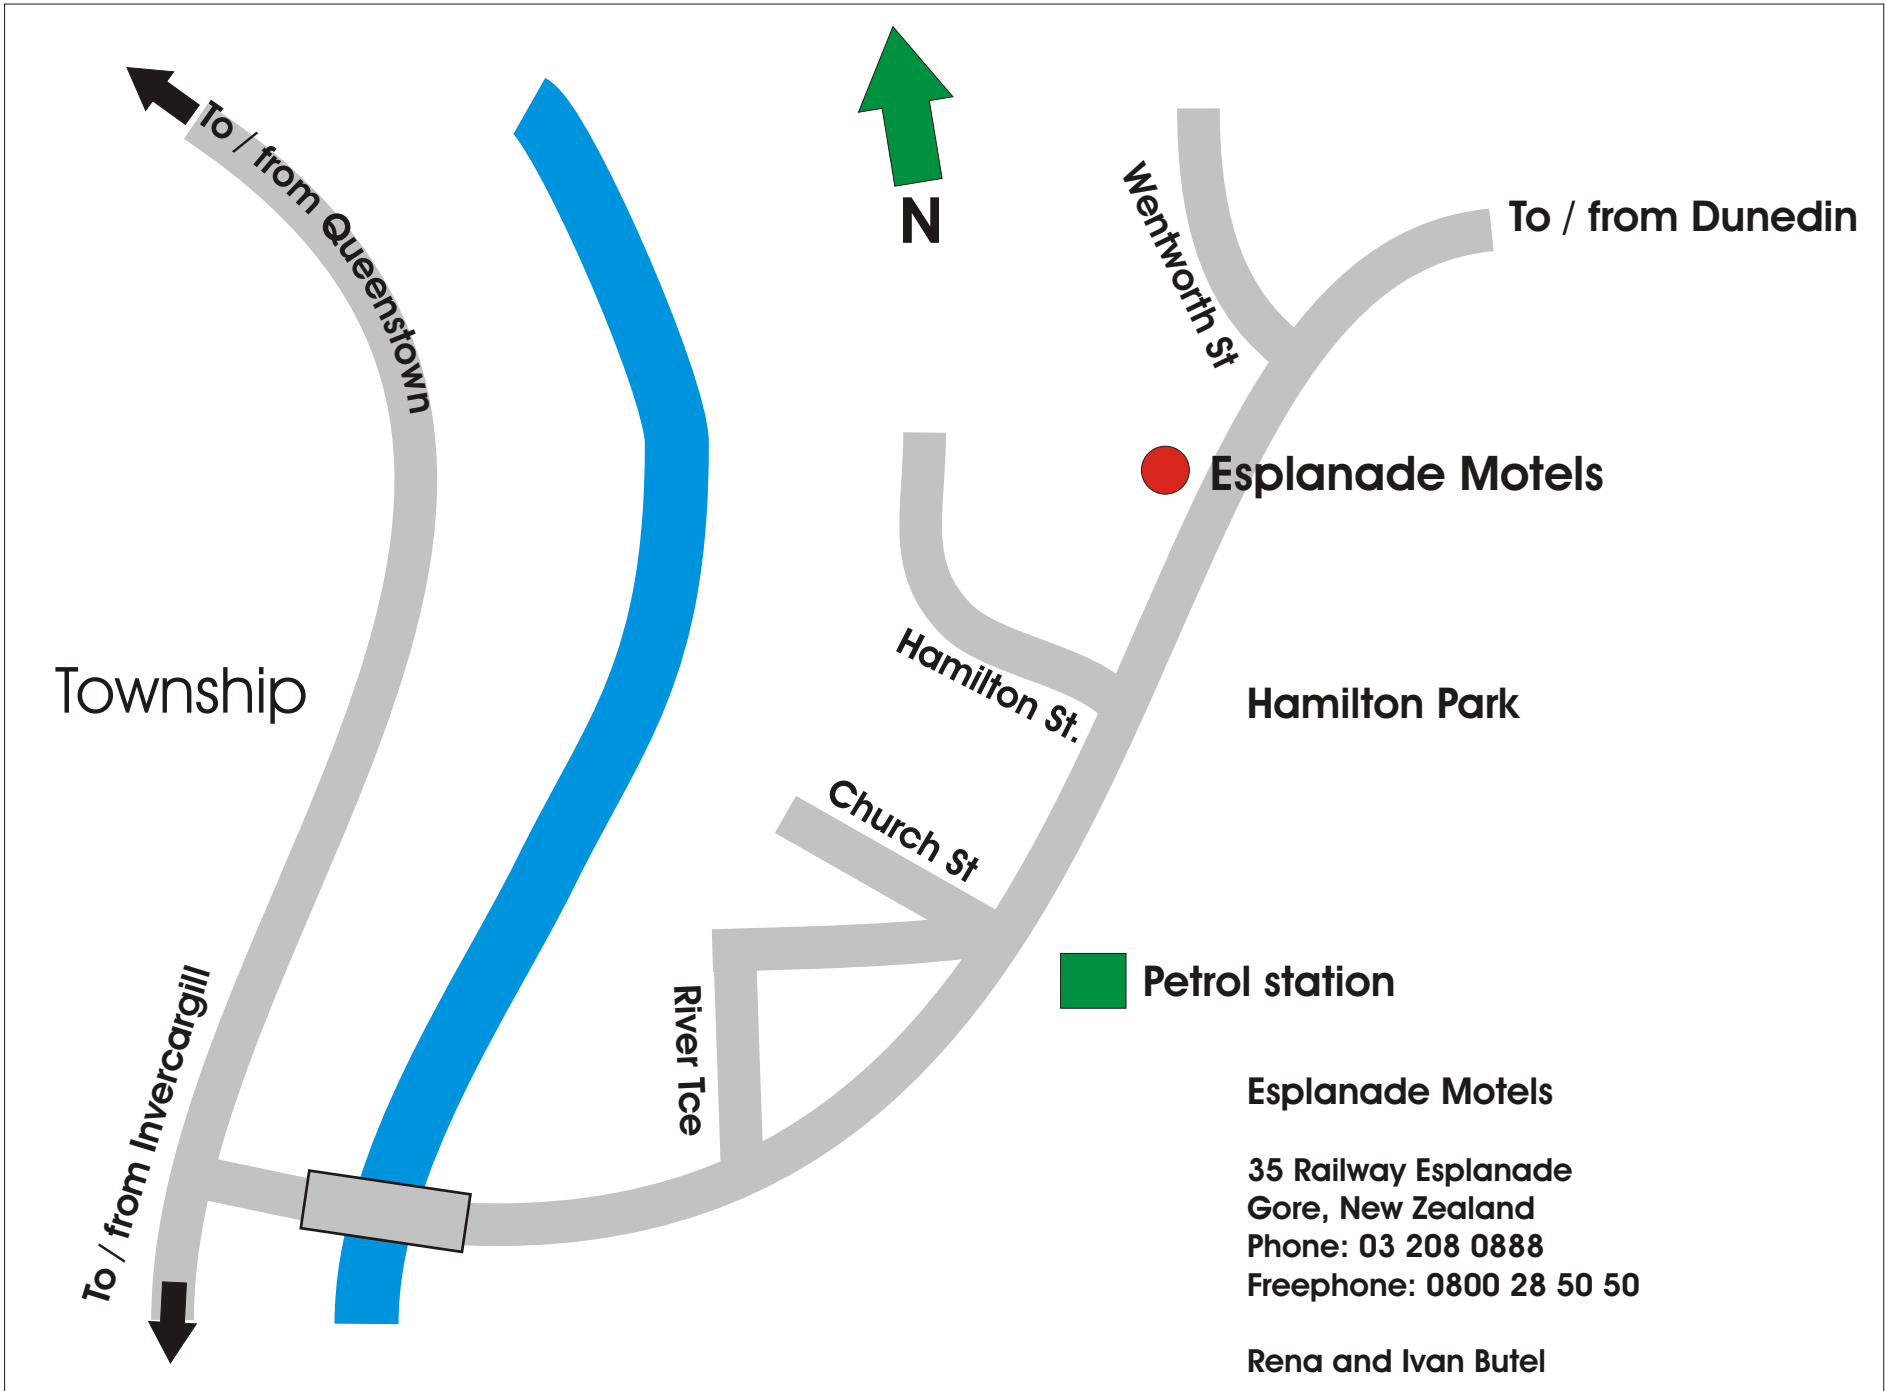 To / from Queenstown
N
Wentworth St
To / from Dunedin
Esplanade Motels
Township
Hamilton St.
Hamilton Park
Church St
Petrol station
River Tce
To / from Invercargill
Esplanade Motels
35 Railway Esplanade
Gore, New Zealand
Phone: 03 208 0888
Freephone: 0800 28 50 50
Rena and Ivan Butel